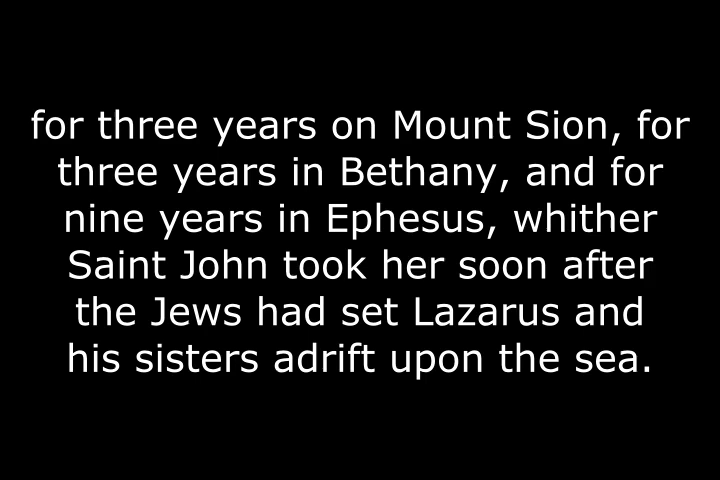 for three years on Mount Sion, for
three years in Bethany, and for
nine years in Ephesus, whither
Saint John took her soon after
the Jews had set Lazarus and
his sisters adrift upon the sea.